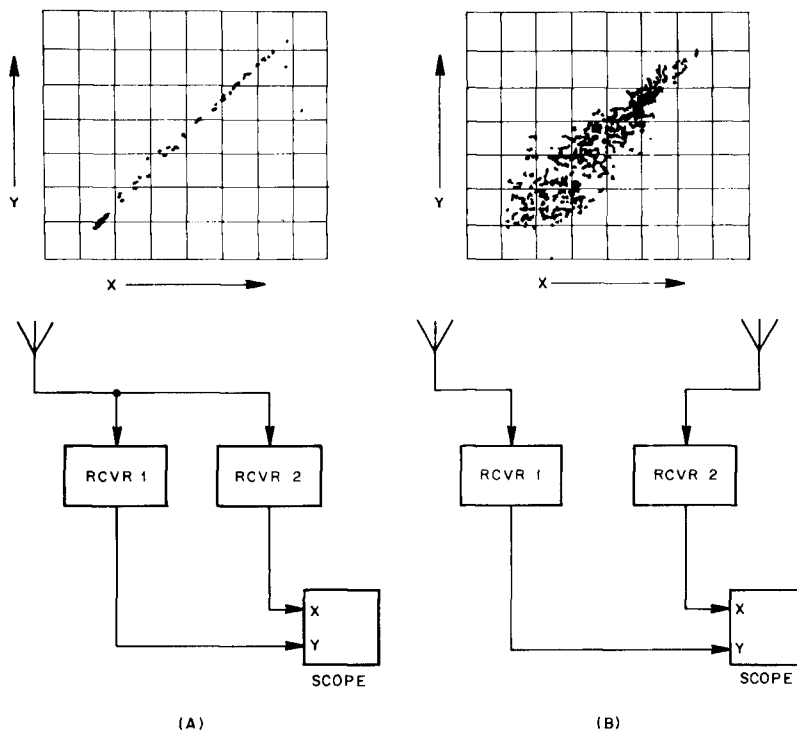 Y
X
Y
X
RCVR 1
RCVR 2
X
Y
SCOPE
(A)
RCVR 1
RCVR 2
X
Y
SCOPE
(B)